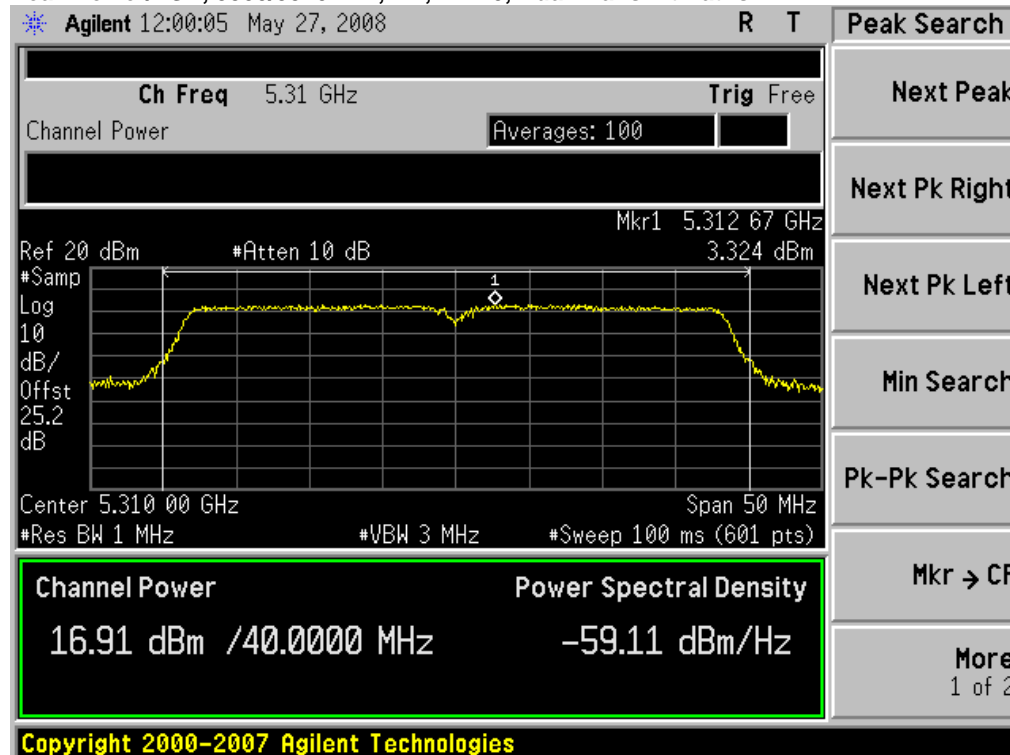 Agilent 12:00:05 May 27, 2008 R T
Peak Search
Ch Freq 5.31 GHz Trig Free
Channel Power Averages: 100
Mkr1 5.312 67 GHz
Ref 20 dBm #Atten 10 dB 3.324 dBm
#Samp
Log
10
dB/
Offst
25.2
dB
1
Center 5.310 00 GHz Span 50 MHz
#Res BW 1 MHz #VBW 3 MHz #Sweep 100 ms (601 pts)
Channel Power Power Spectral Density
16.91 dBm /40.0000 MHz -59.11 dBm/Hz
Next Peak
Next Pk Right
Next Pk Left
Min Search
Pk-Pk Search
Mkr → CF
More
1 of 2
Copyright 2000-2007 Agilent Technologies